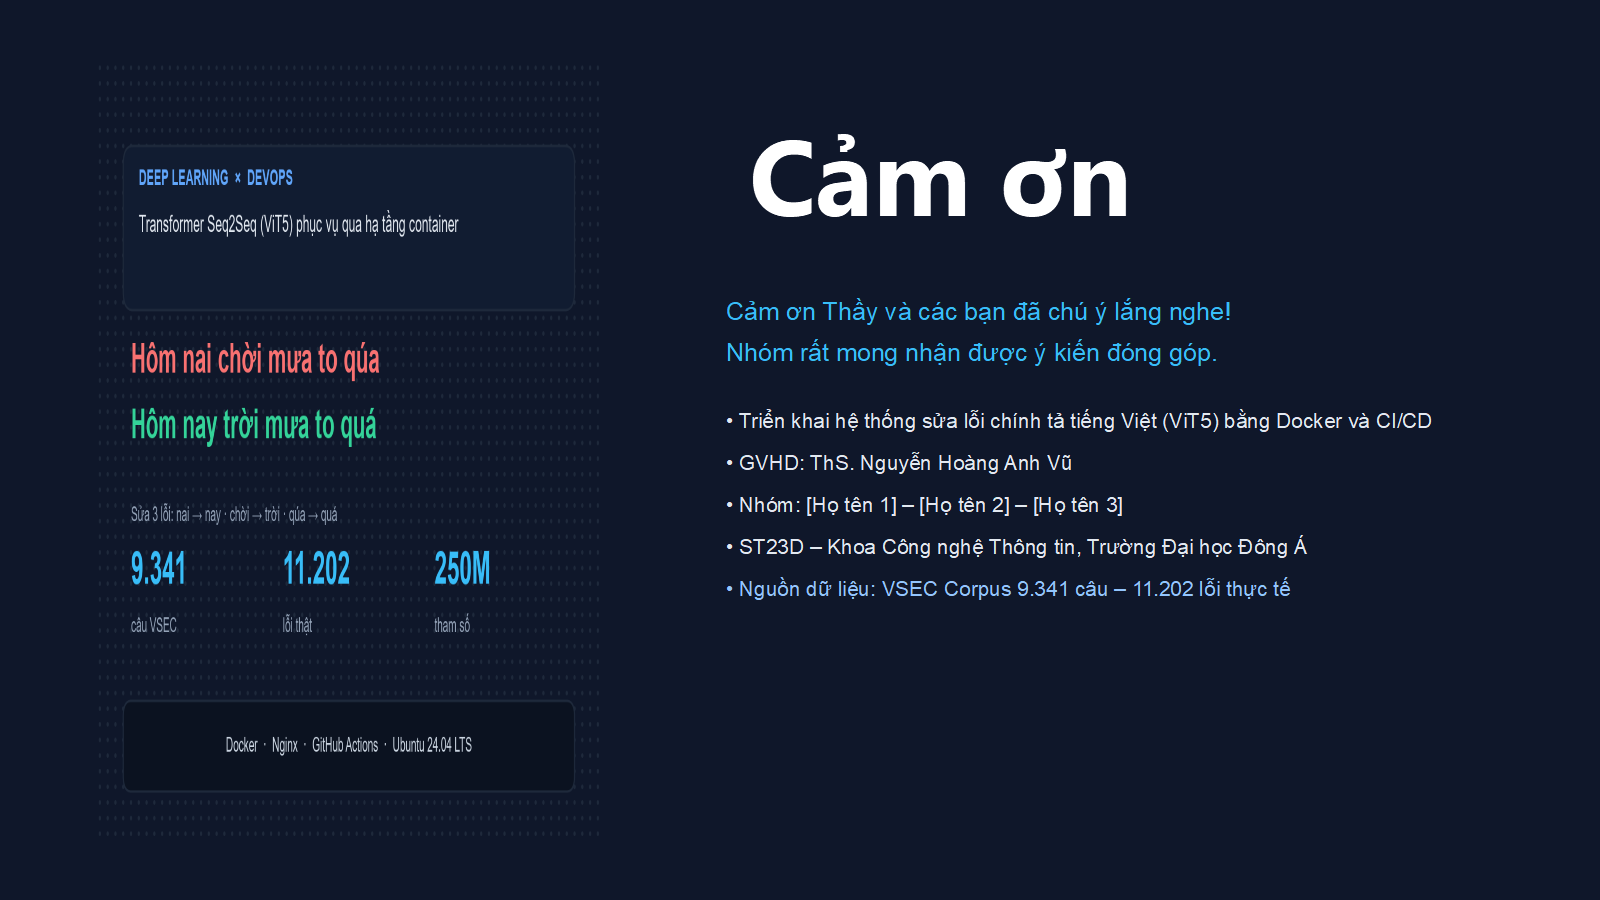 DEEP LEARNING × DEVOPS
Transformer Seq2Seq (ViT5) phục vụ qua hạ tầng container
Hôm nai chời mưa to qúa
Hôm nay trời mưa to quá
Sửa 3 lỗi: nai → nay · chời → trời · qúa → quá
9.341 11.202 250M
câu VSEC lỗi thật tham số
Docker · Nginx · GitHub Actions · Ubuntu 24.04 LTS
Cảm ơn
Cảm ơn Thầy và các bạn đã chú ý lắng nghe!
Nhóm rất mong nhận được ý kiến đóng góp.
• Triển khai hệ thống sửa lỗi chính tả tiếng Việt (ViT5) bằng Docker và CI/CD
• GVHD: ThS. Nguyễn Hoàng Anh Vũ
• Nhóm: [Họ tên 1] – [Họ tên 2] – [Họ tên 3]
• ST23D – Khoa Công nghệ Thông tin, Trường Đại học Đông Á
• Nguồn dữ liệu: VSEC Corpus 9.341 câu – 11.202 lỗi thực tế